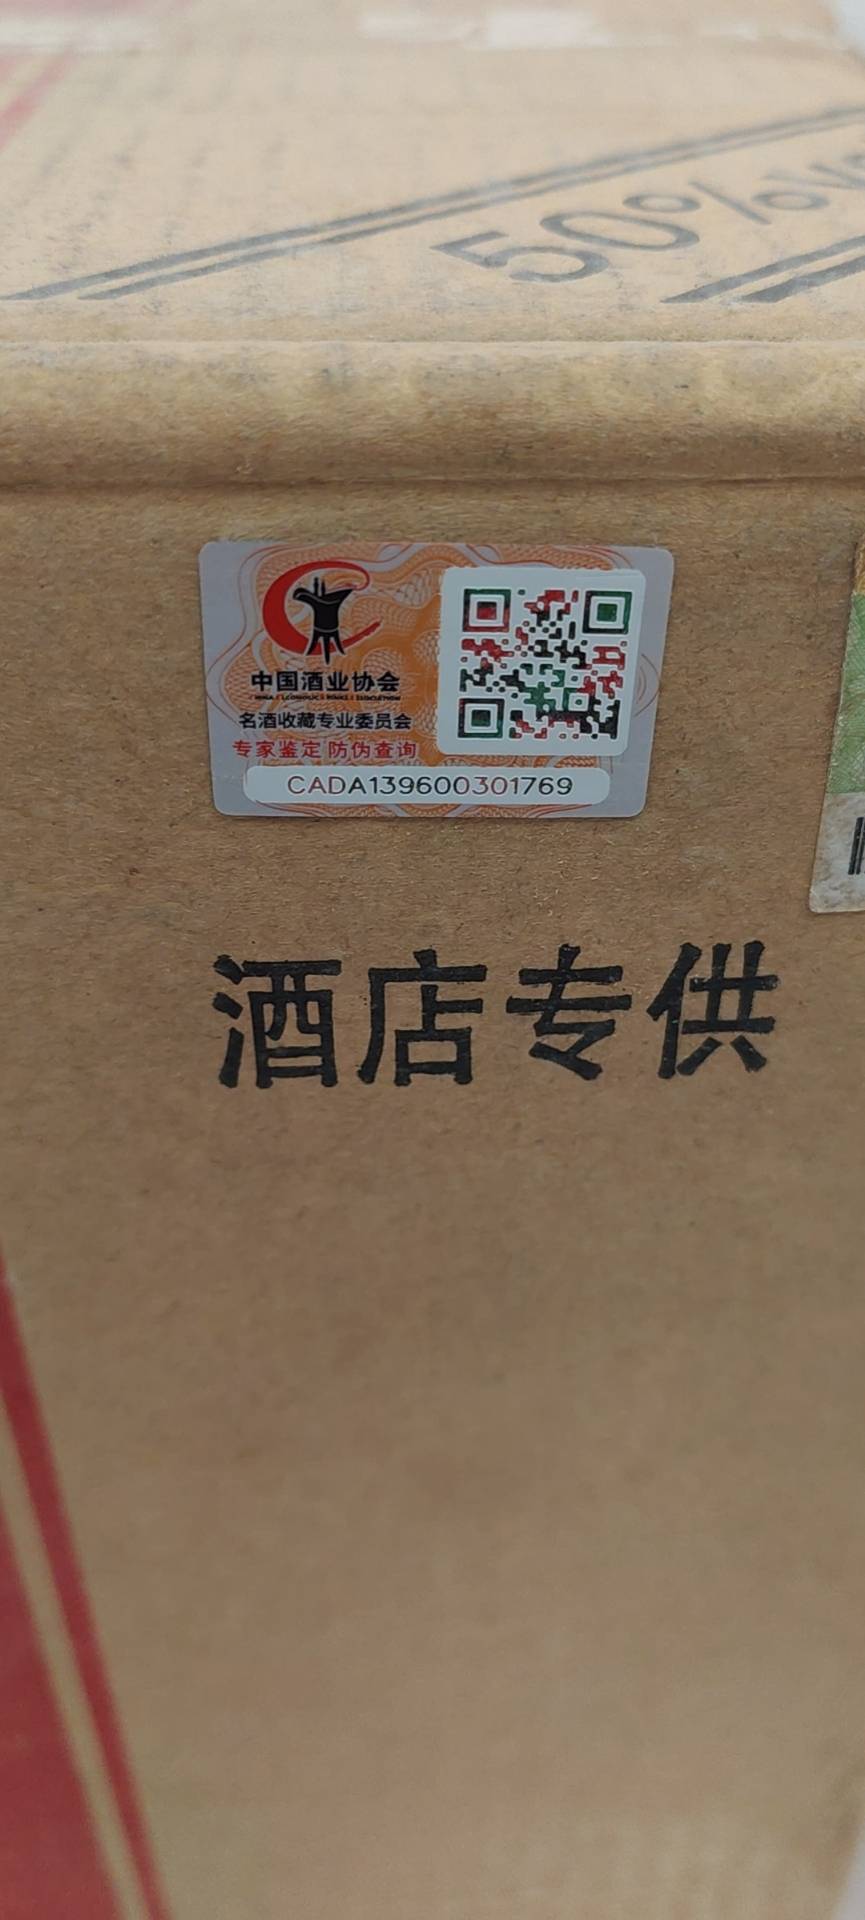 50%vo
中国酒业协会
名酒收藏专业委员会
专家鉴定 防伪查询
CADA139600301769
酒店专供